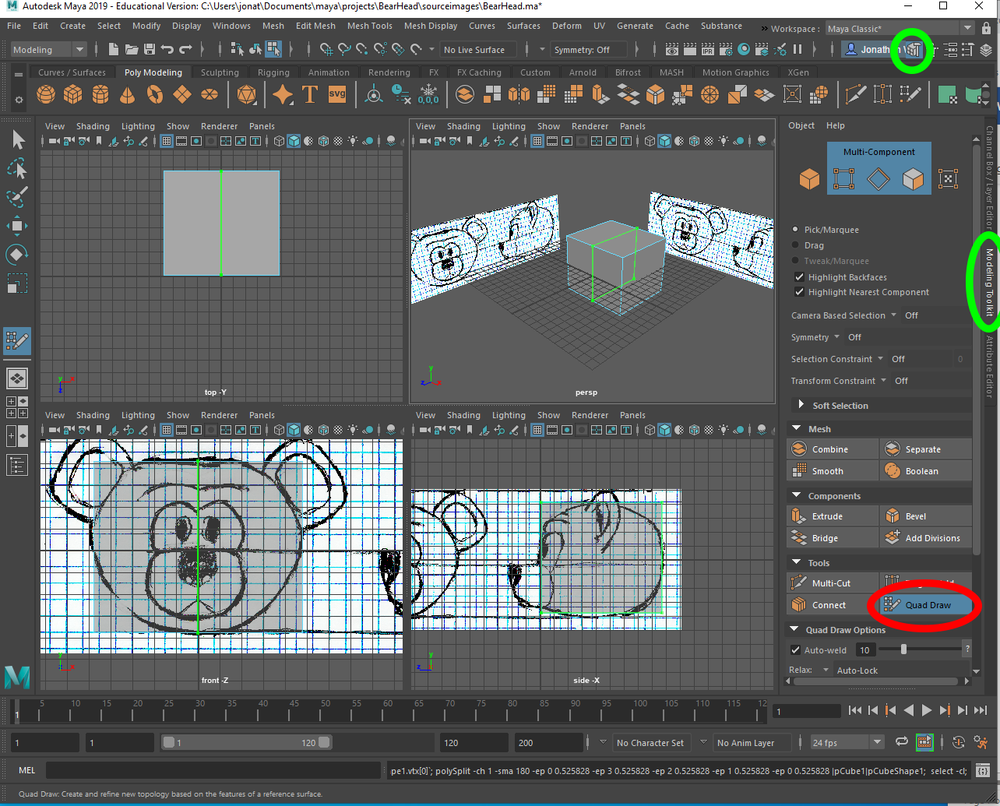 Autodesk Maya 2019 - Educational Version: C:\Users\jonat\Documents\maya\projects\BearHead\sourceimages\BearHead.ma*
File Edit Create Select Modify Display Windows Mesh Edit Mesh Mesh Tools Mesh Display Curves Surfaces Deform UV Generate Cache Substance » Workspace : Maya Classic*
Modeling No Live Surface Symmetry: Off
Curves / Surfaces Poly Modeling Sculpting Rigging Animation Rendering FX FX Caching Custom Arnold Bifrost MASH Motion Graphics XGen
T svg 0,0,0
IPR
View Shading Lighting Show Renderer Panels
View Shading Lighting Show Renderer Panels
top -Y
persp
View Shading Lighting Show Renderer Panels
View Shading Lighting Show Renderer Panels
front -Z
side -X
Object Help
Multi-Component
Pick/Marquee
Drag
Tweak/Marquee
Highlight Backfaces
Highlight Nearest Component
Camera Based Selection Off
Symmetry Off
Selection Constraint Off 0
Transform Constraint Off
Soft Selection
Mesh
Combine Separate
Smooth Boolean
Components
Extrude Bevel
Bridge Add Divisions
Tools
Multi-Cut
Connect Quad Draw
Quad Draw Options
Auto-weld 10 ?
Relax: Auto-Lock
Channel Box / Layer Editor
Modeling Toolkit
Attribute Editor
5 10 15 20 25 30 35 40 45 50 55 60 65 70 75 80 85 90 95 100 105 110 115 12
1 1
1 1 1 120 120 200 No Character Set No Anim Layer 24 fps
MEL pe1.vtx[0]`; polySplit -ch 1 -sma 180 -ep 0 0.525828 -ep 3 0.525828 -ep 2 0.525828 -ep 1 0.525828 -ep 0 0.525828 |pCube1|pCubeShape1; select -cl;
Quad Draw: Create and refine new topology based on the features of a reference surface.